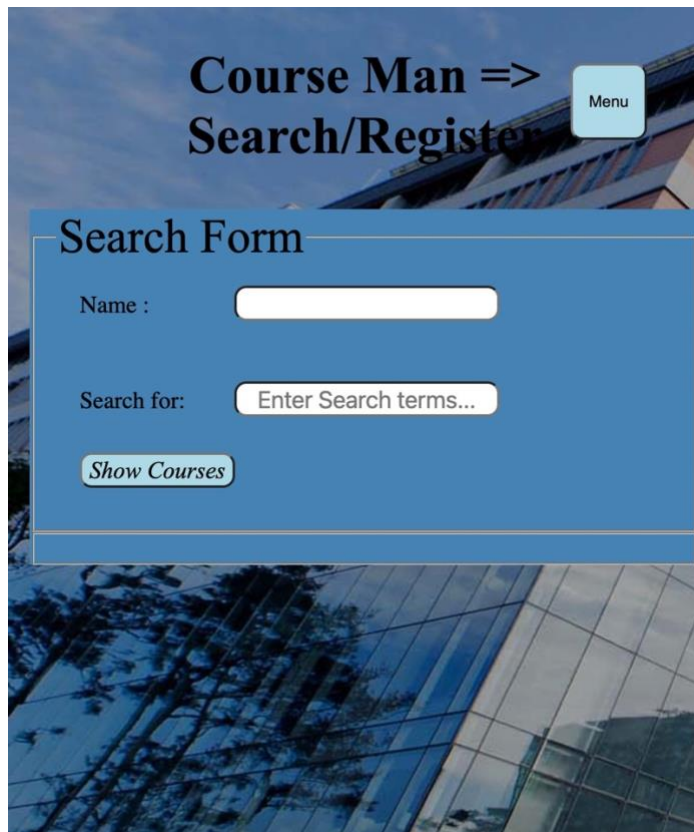 Course Man =>
Search/Register
Menu
Search Form
Name :
Search for:
Enter Search terms...
Show Courses